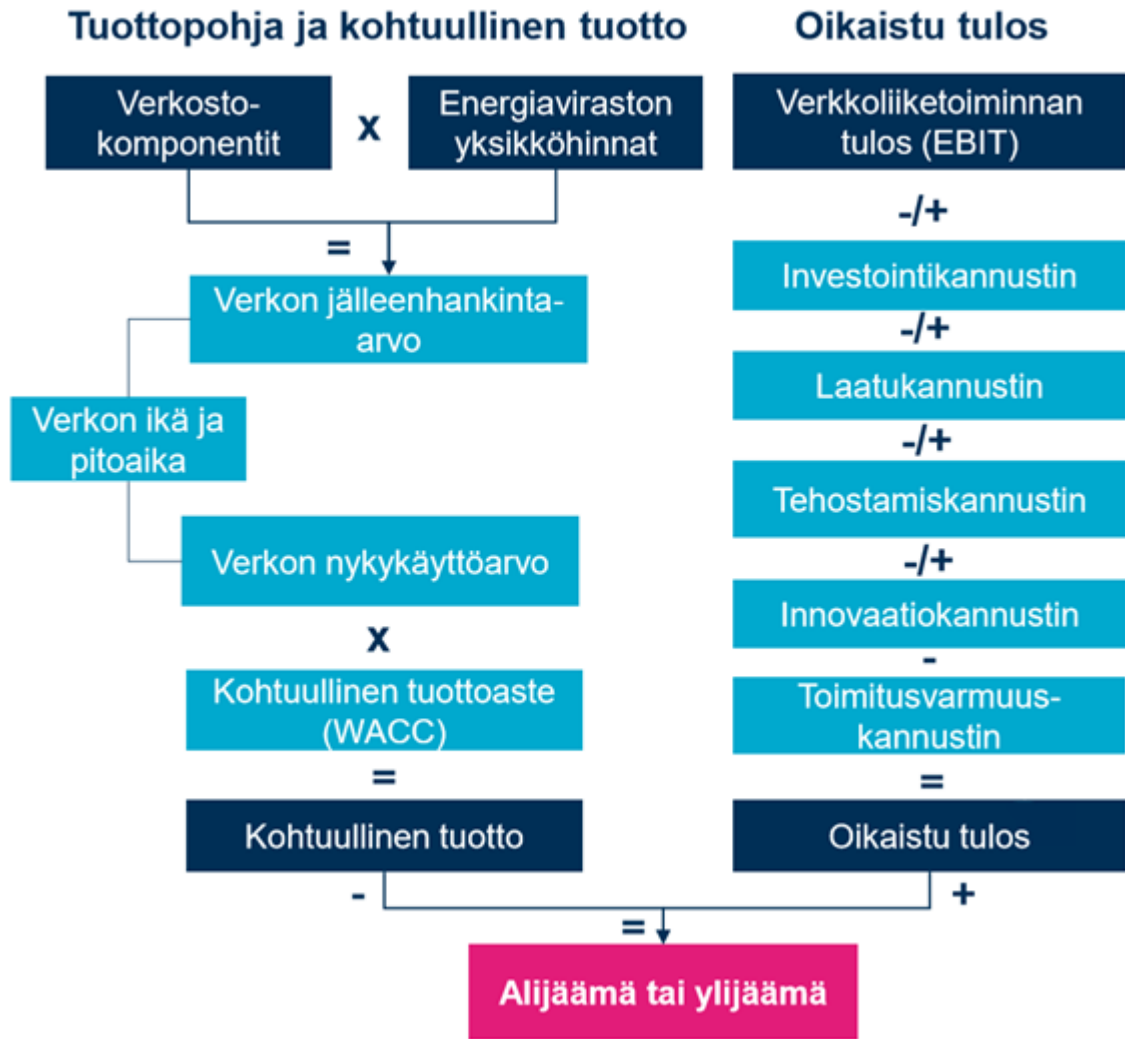 Tuottopohja ja kohtuullinen tuotto
Verkosto-
komponentit
x
Energiaviraston
yksikköhinnat
=
Verkon jälleenhankinta-
arvo
Verkon ikä ja
pitoaika
Verkon nykykäyttöarvo
x
Kohtuullinen tuottoaste
(WACC)
=
Kohtuullinen tuotto
-
Oikaistu tulos
Verkkoliiketoiminnan
tulos (EBIT)
-/+
Investointikannustin
-/+
Laatukannustin
-/+
Tehostamiskannustin
-/+
Innovaatiokannustin
-
Toimitusvarmuus-
kannustin
=
Oikaistu tulos
+
=
Alijäämä tai ylijäämä